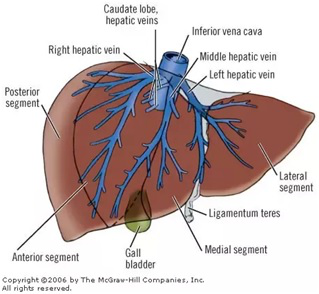 Caudate lobe,
hepatic veins
Inferior vena cava
Right hepatic vein
Middle hepatic vein
Left hepatic vein
Posterior
segment
Lateral
segment
Ligamentum teres
Anterior segment
Gall
bladder
Medial segment
Copyright ©2006 by The McGraw-Hill Companies, Inc.
All rights reserved.